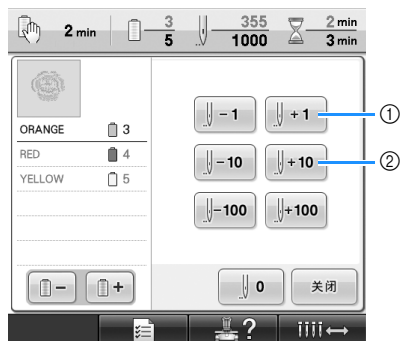 2 min 3 5 355 1000 2 min 3 min
- 1 + 1 ①
ORANGE 3
RED 4 - 10 + 10 ②
YELLOW 5
-100 +100
- + 0 关闭
?